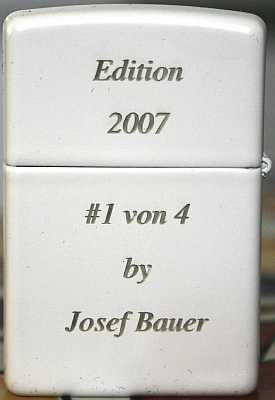 Edition
2007
#1 von 4
by
Josef Bauer